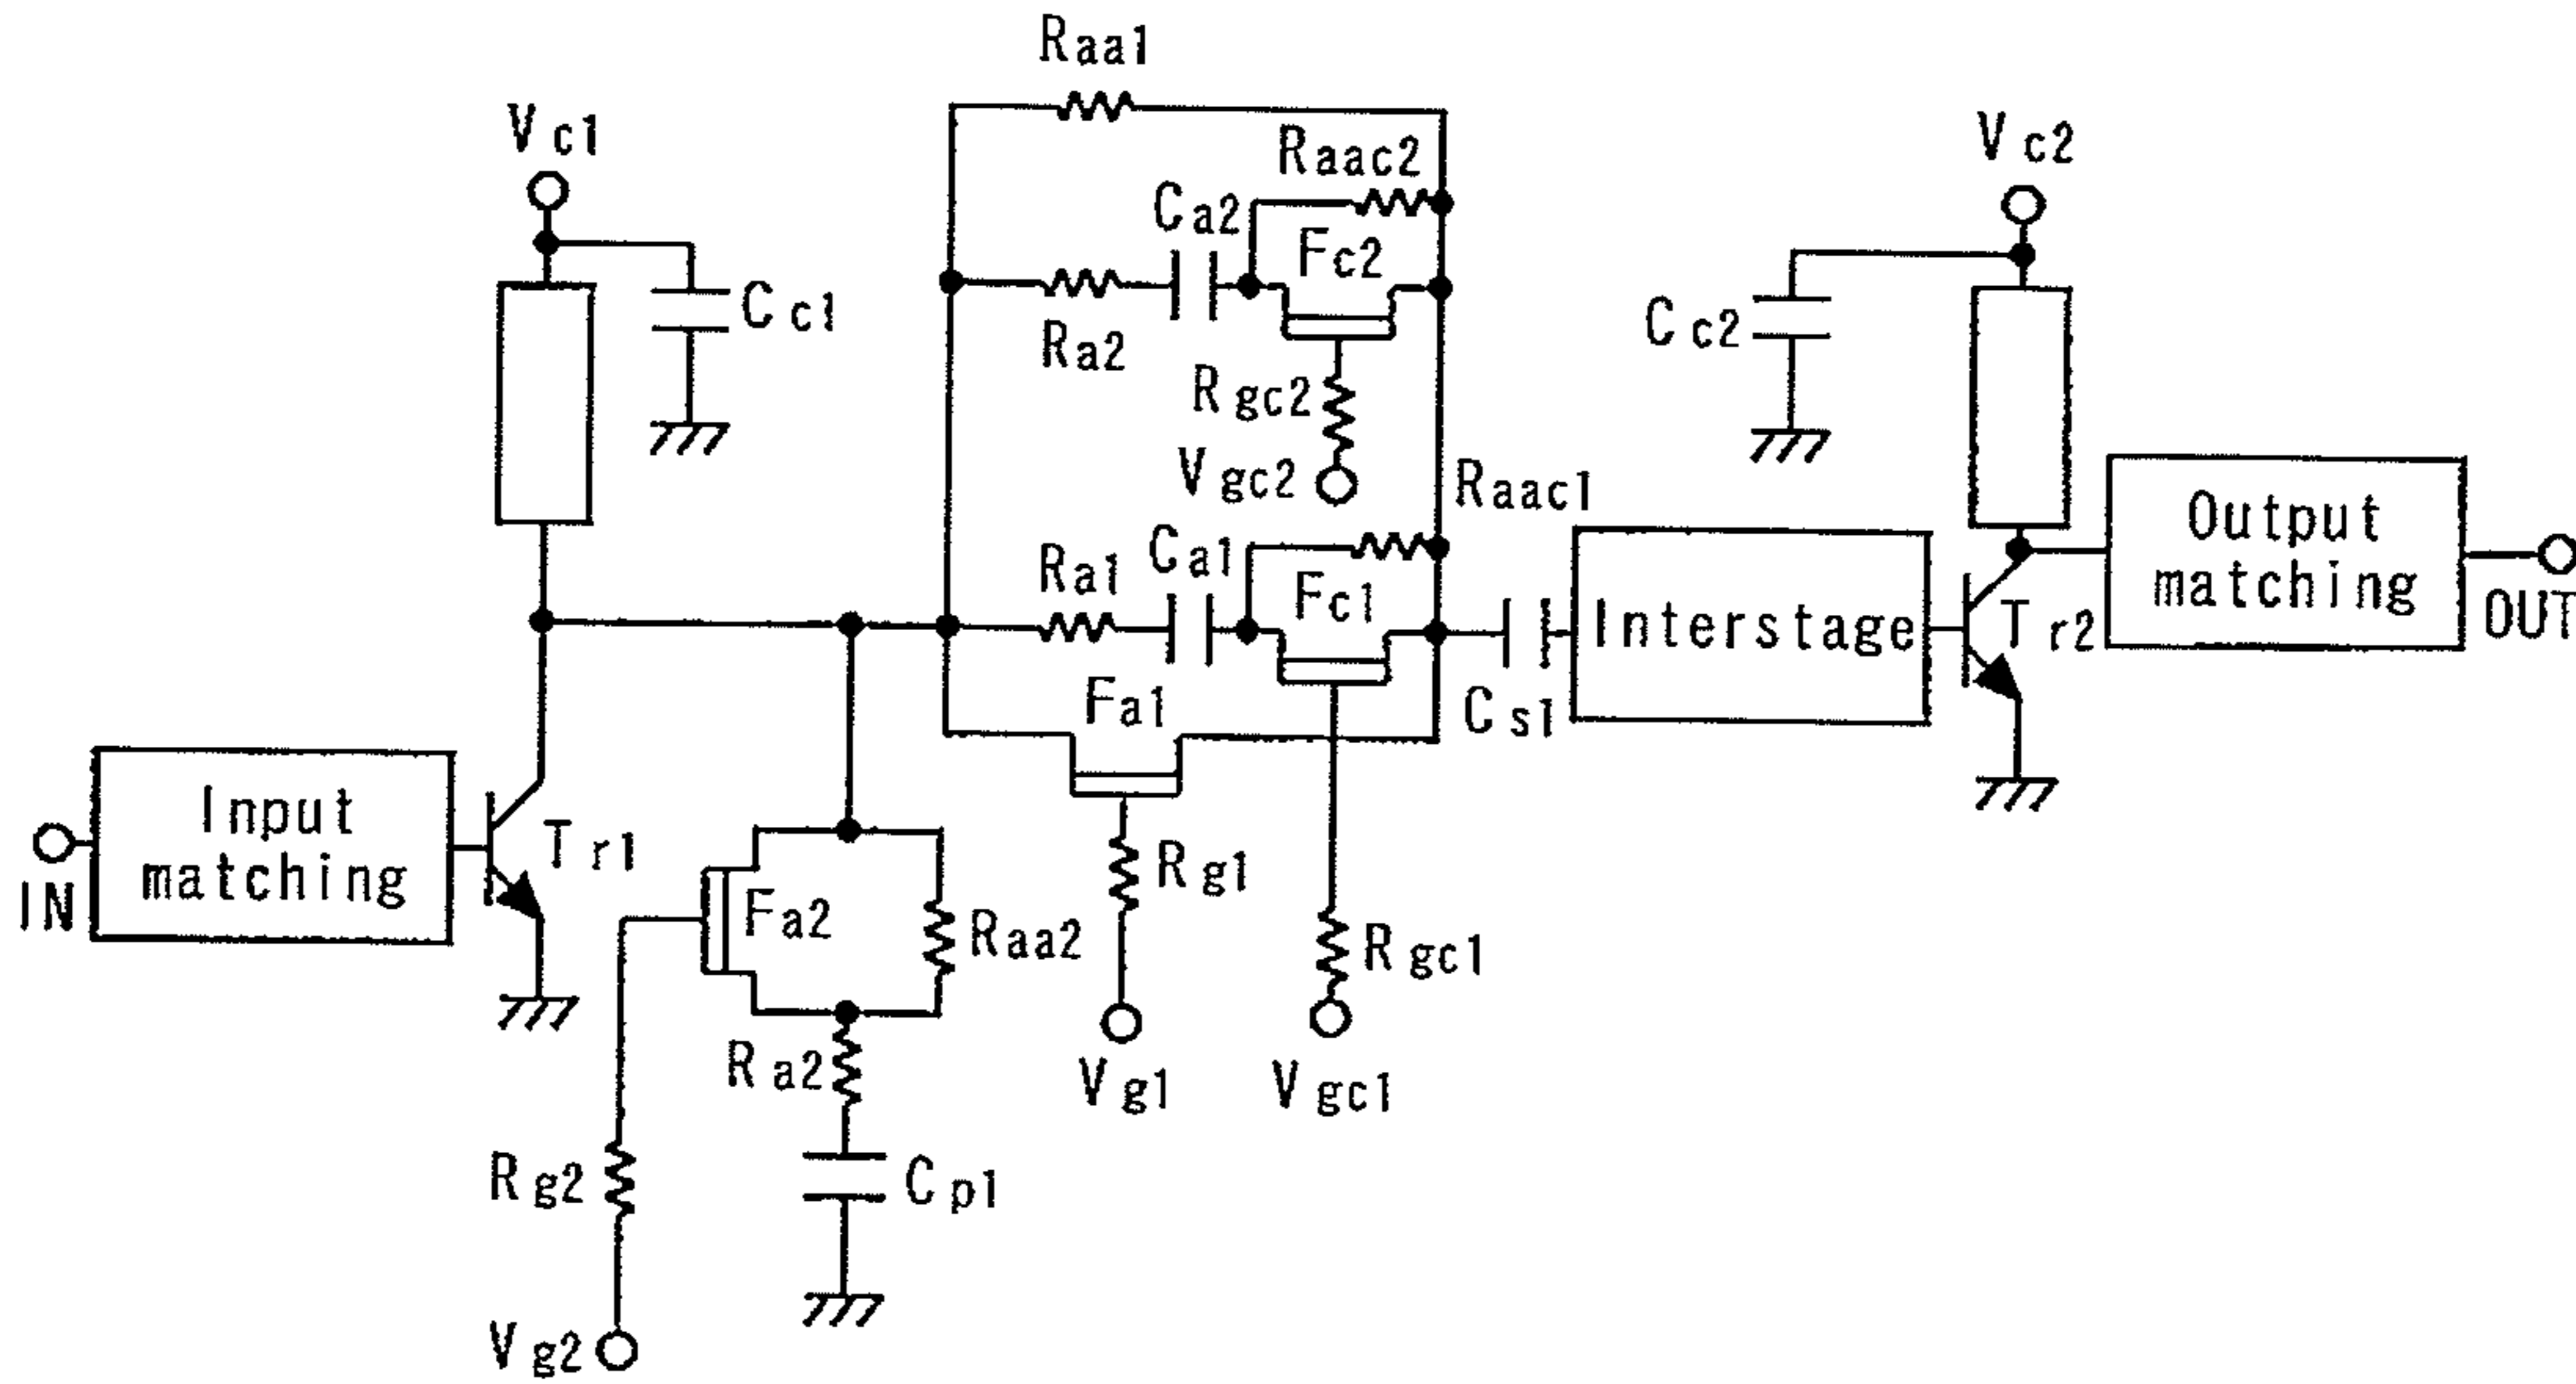 Raa1
Vc1
Raac2
Vc2
Ca2
Fc2
Cc1
Ra2
Cc2
Rgc2
Vgc2
Raac1
Output
matching
OUT
Ra1
Ca1
Fc1
Interstage
Tr2
Fa1
Cs1
Input
matching
IN
Tr1
Fa2
Raa2
Rg1
Rgc1
Ra2
Vg1
Vgc1
Rg2
Cp1
Vg2